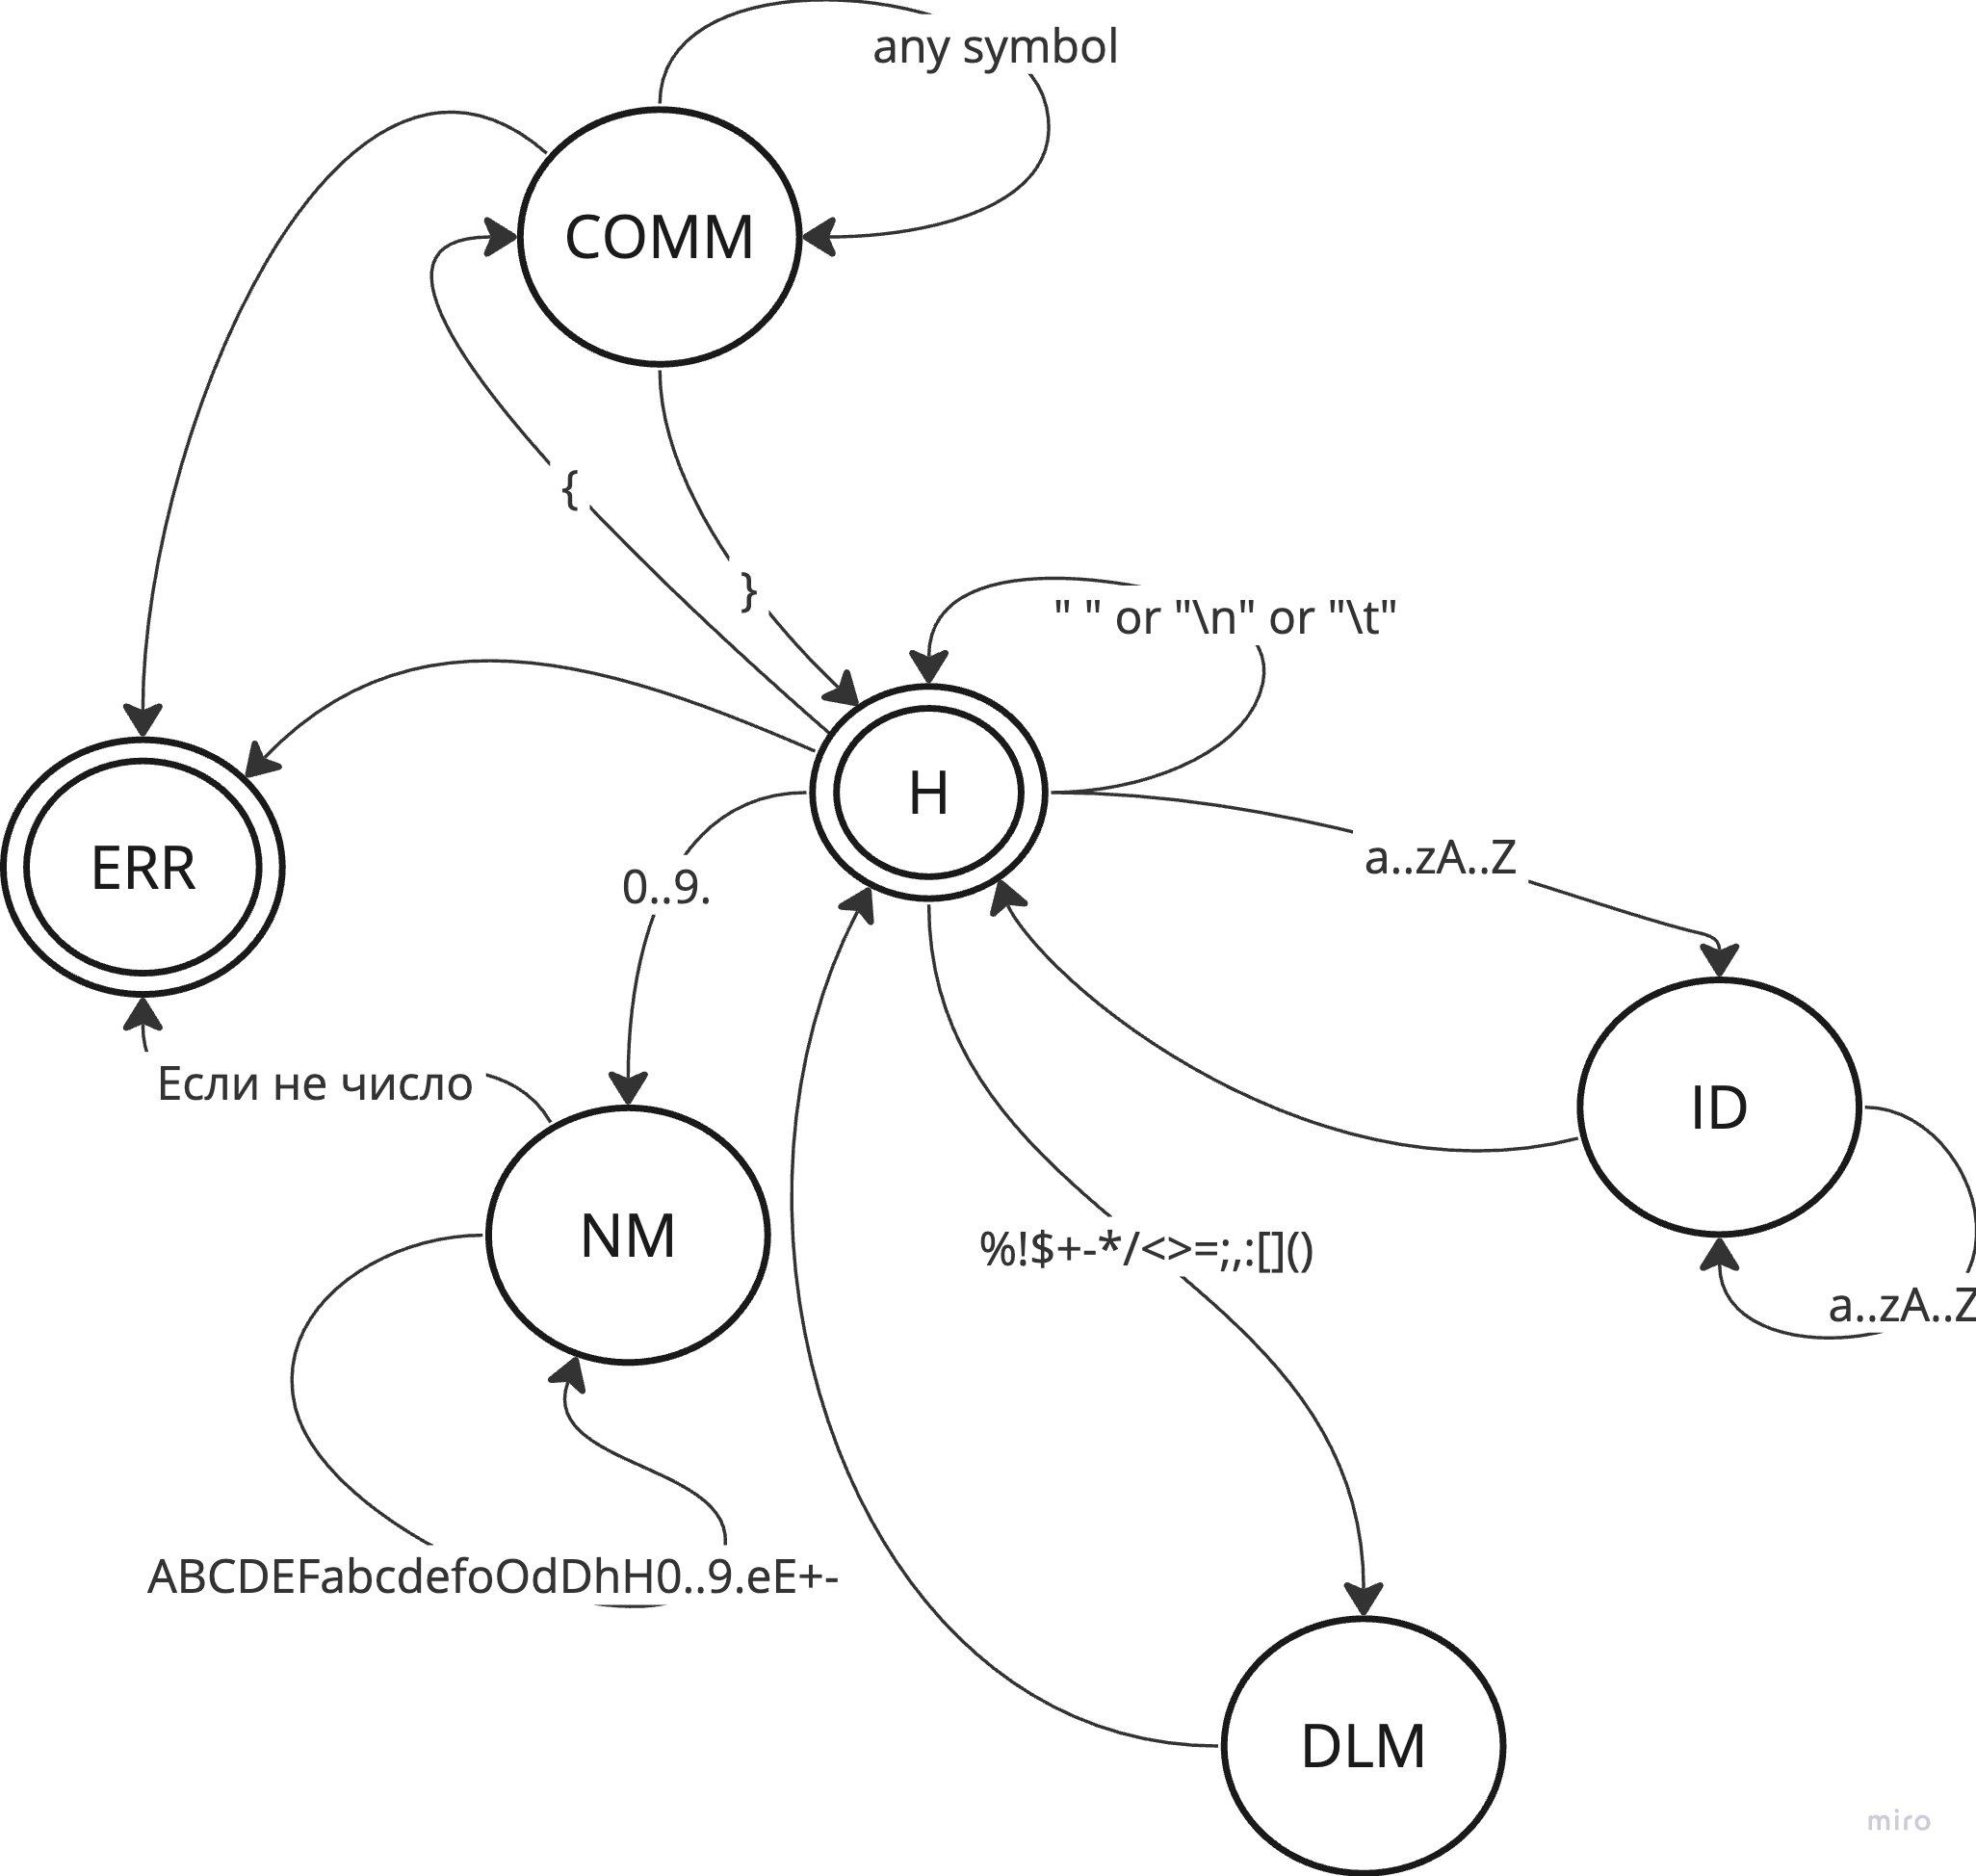 any symbol
COMM
{
}
" " or "\n" or "\t"
H
a..zA..Z
ERR
0..9.
Если не число
ID
NM
%!$+-*/<>=;,:[]()
a..zA..Z
ABCDEFabcdefoOdDhH0..9.eE+-
DLM
miro